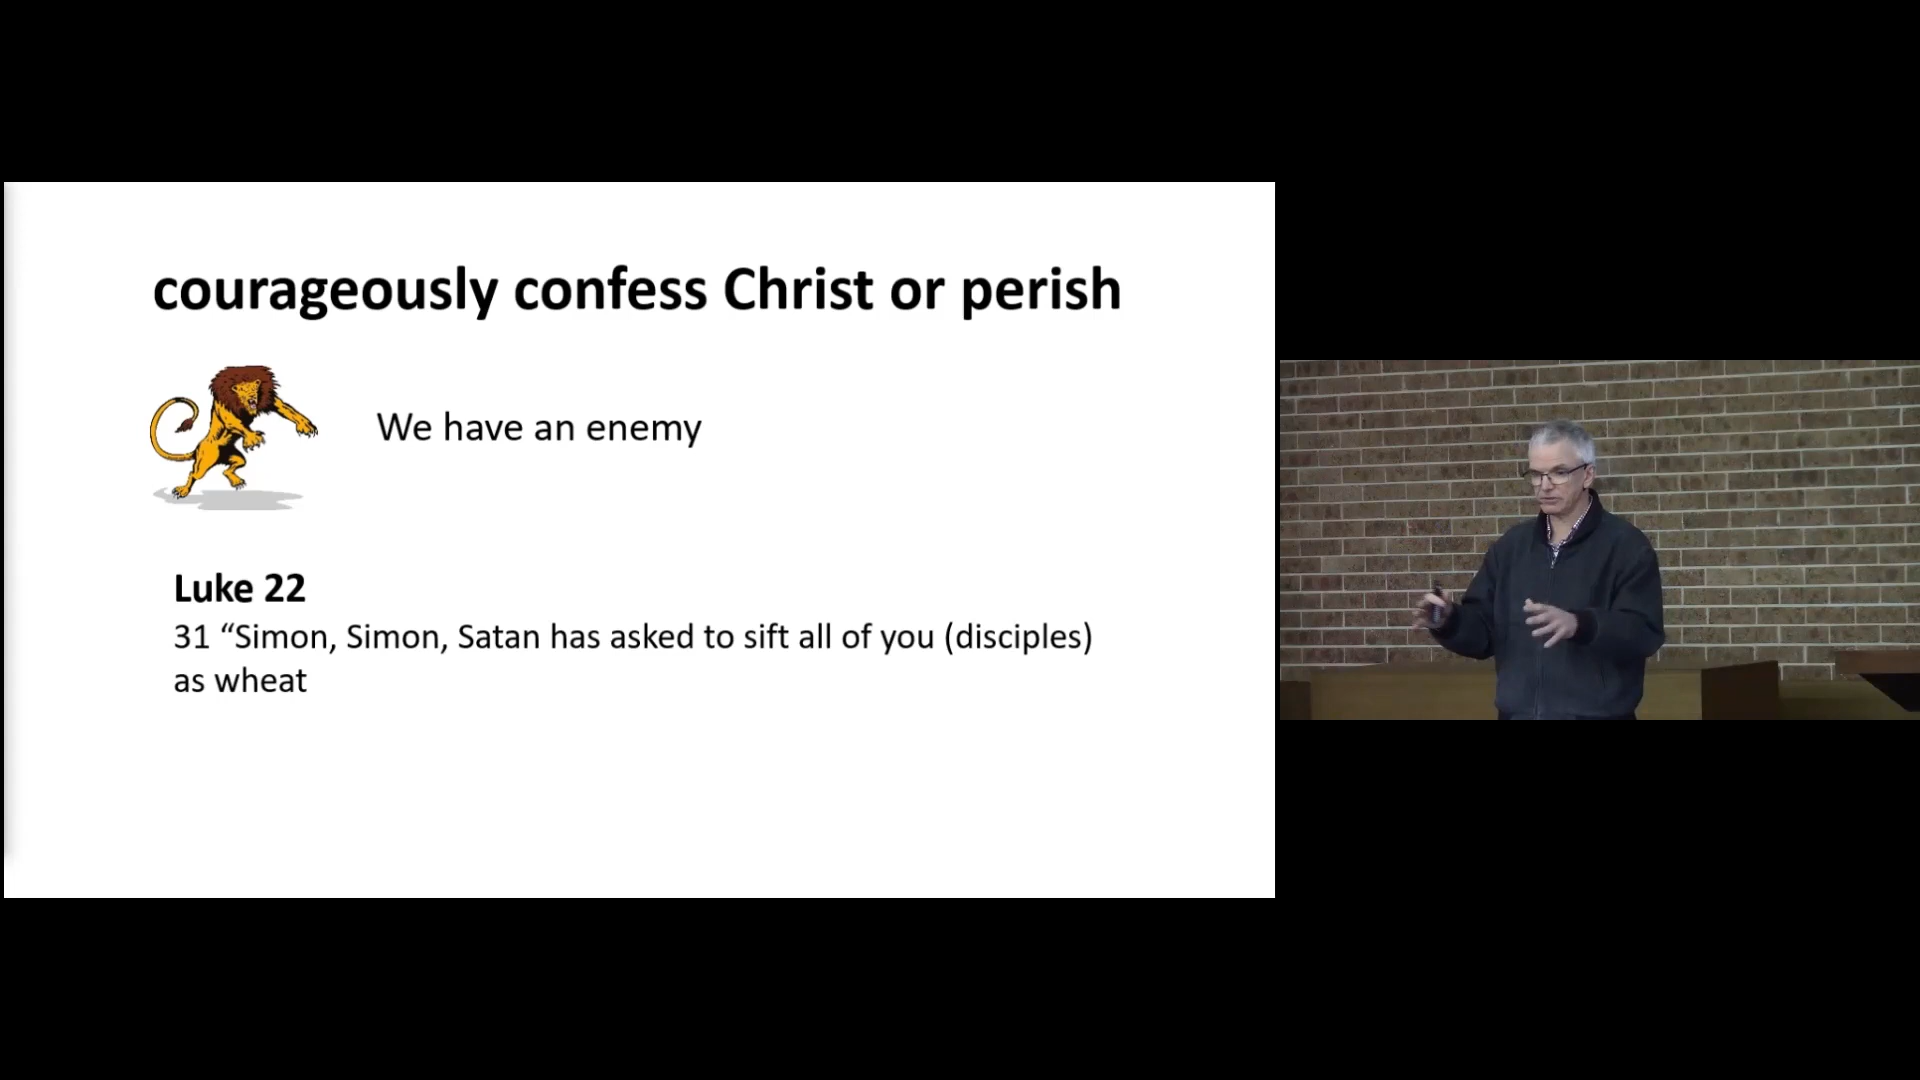 courageously confess Christ or perish
We have an enemy
Luke 22
31 “Simon, Simon, Satan has asked to sift all of you (disciples)
as wheat